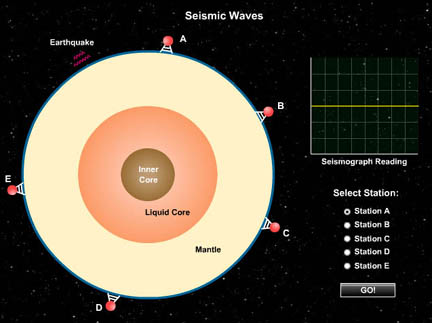 Seismic Waves
Earthquake
A
B
E
Inner
Core
Liquid Core
Mantle
C
D
Seismograph Reading
Select Station:
Station A
Station B
Station C
Station D
Station E
GO!